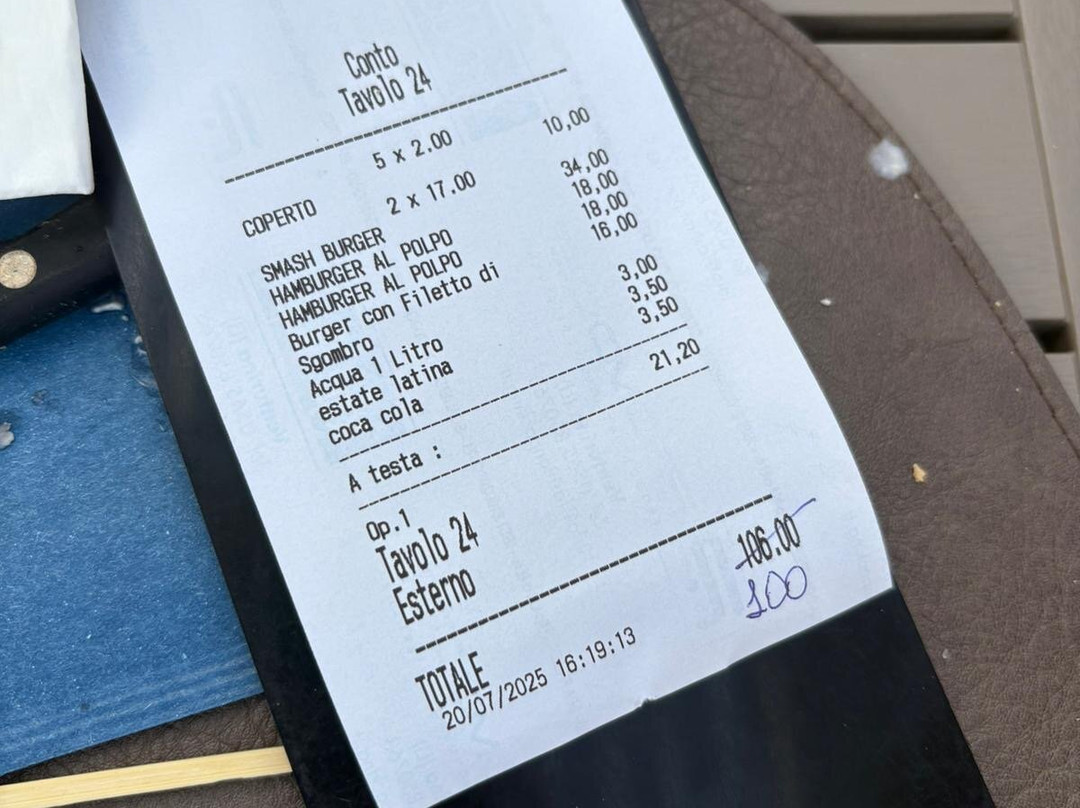 Conto
Tavolo 24
5 x 2.00
COPERTO 10,00
2 x 17.00
SMASH BURGER 34,00
HAMBURGER AL POLPO 18,00
HAMBURGER AL POLPO 18,00
Burger con Filetto di 16,00
Sgombro
Acqua 1 Litro 3,00
estate latina 3,50
coca cola 3,50
A testa : 21,20
Op.1
Tavolo 24
Esterno
TOTALE 106.00
100
20/07/2025 16:19:13